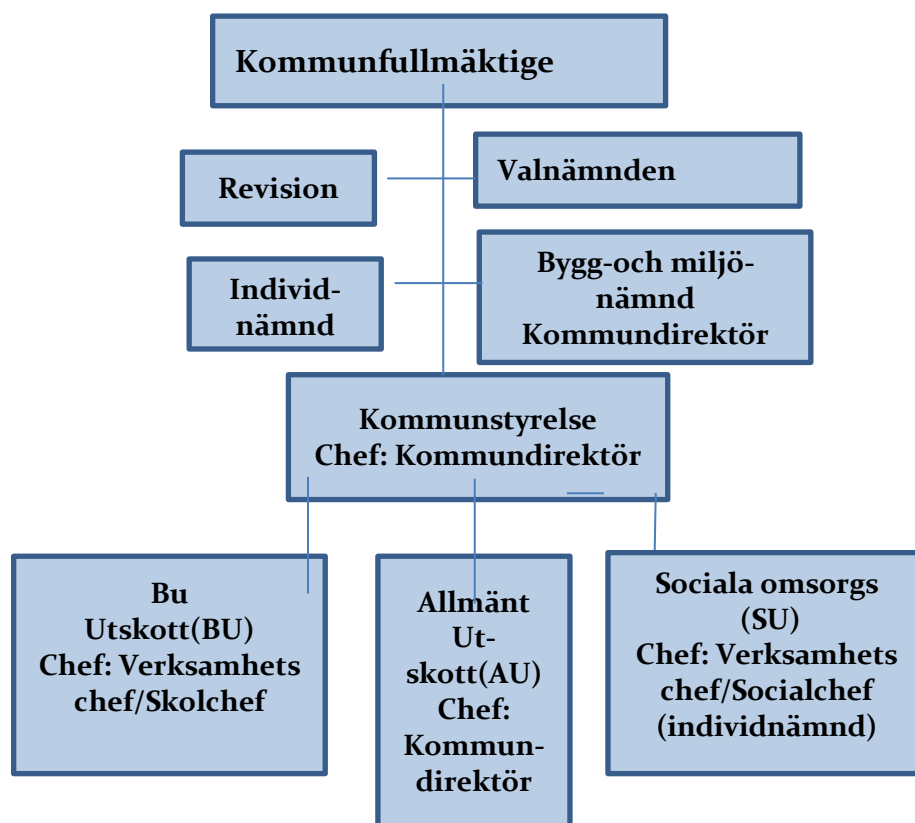 Kommunfullmäktige
Revision
Valnämnden
Individ-
nämnd
Bygg-och miljö-
nämnd
Kommundirektör
Kommunstyrelse
Chef: Kommundirektör
Bu
Utskott(BU)
Chef: Verksamhets
chef/Skolchef
Allmänt
Ut-
skott(AU)
Chef:
Kommun-
direktör
Sociala omsorgs
(SU)
Chef: Verksamhets
chef/Socialchef
(individnämnd)